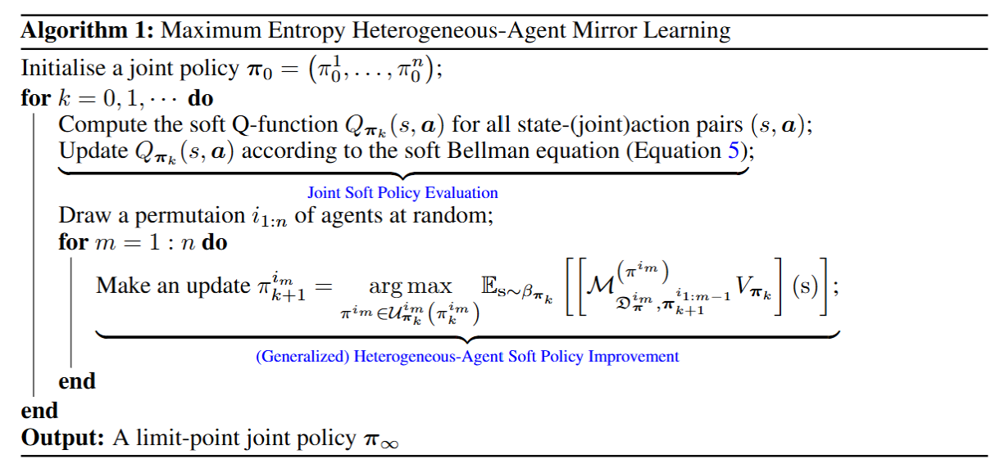 Algorithm 1: Maximum Entropy Heterogeneous-Agent Mirror Learning
Initialise a joint policy $\boldsymbol{\pi}_0 = (\pi_0^1, \ldots, \pi_0^n)$;
for $k = 0, 1, \cdots$ do
Compute the soft Q-function $Q_{\boldsymbol{\pi}_k}(s, \boldsymbol{a})$ for all state-(joint)action pairs $(s, \boldsymbol{a})$;
Update $Q_{\boldsymbol{\pi}_k}(s, \boldsymbol{a})$ according to the soft Bellman equation (Equation 5);
Joint Soft Policy Evaluation
Draw a permutaion $i_{1:n}$ of agents at random;
for $m = 1 : n$ do
Make an update $\pi_{k+1}^{i_m} = \underset{\pi^{i_m} \in \mathcal{U}_{\boldsymbol{\pi}_k}^{i_m}(\pi_k^{i_m})}{\arg\max} \mathbb{E}_{\mathrm{s} \sim \beta_{\boldsymbol{\pi}_k}} \left[ \left[ \mathcal{M}_{\mathfrak{D}_{\boldsymbol{\pi}}^{i_m}, \boldsymbol{\pi}_{k+1}^{i_{1:m-1}}}^{(\pi^{i_m})} V_{\boldsymbol{\pi}_k} \right] (\mathrm{s}) \right]$;
(Generalized) Heterogeneous-Agent Soft Policy Improvement
end
end
Output: A limit-point joint policy $\boldsymbol{\pi}_\infty$